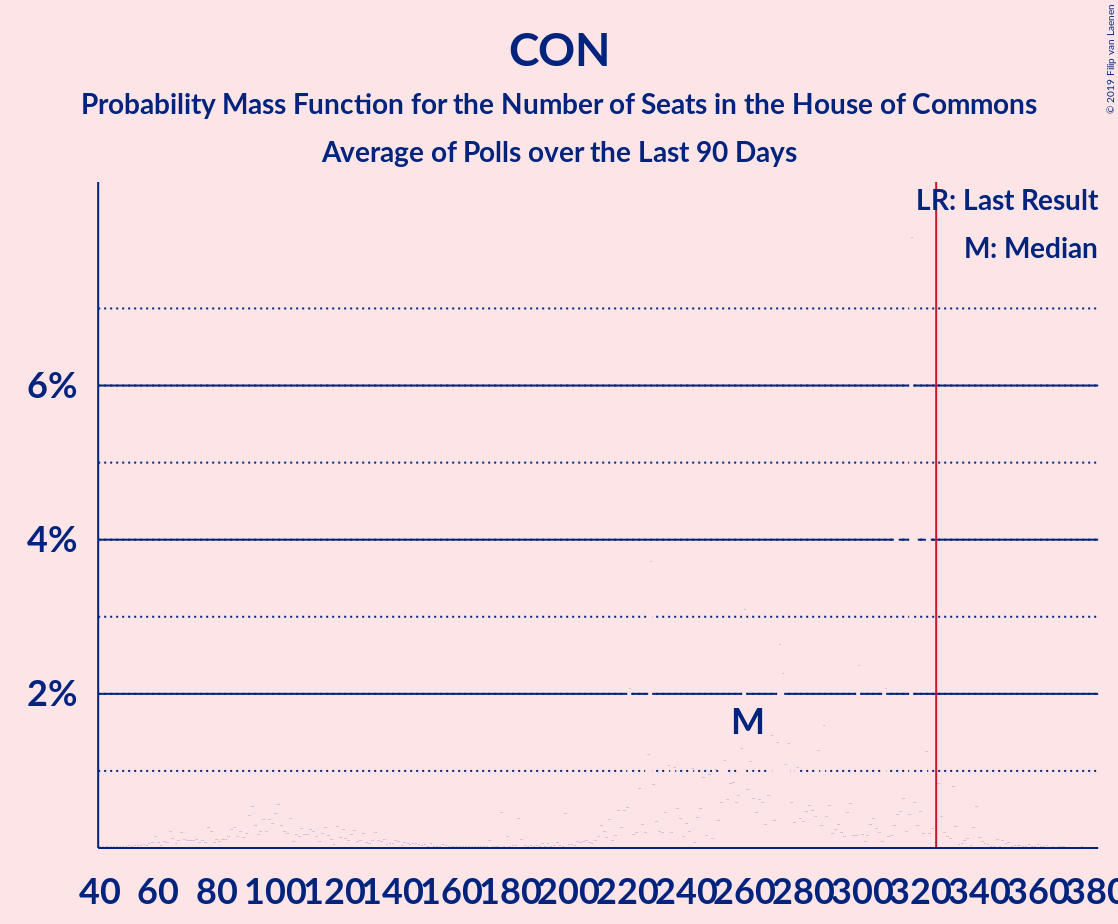 CON
Probability Mass Function for the Number of Seats in the House of Commons
Average of Polls over the Last 90 Days
© 2019 Filip van Laenen
LR: Last Result
M: Median
6%
4%
2%
M
40 60 80 100 120 140 160 180 200 220 240 260 280 300 320 340 360 380